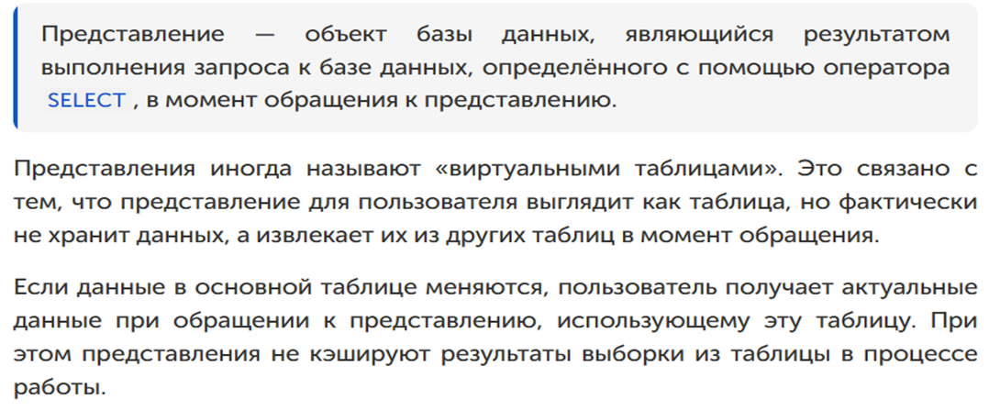 Представление — объект базы данных, являющийся результатом
выполнения запроса к базе данных, определённого с помощью оператора
SELECT , в момент обращения к представлению.
Представления иногда называют «виртуальными таблицами». Это связано с
тем, что представление для пользователя выглядит как таблица, но фактически
не хранит данных, а извлекает их из других таблиц в момент обращения.
Если данные в основной таблице меняются, пользователь получает актуальные
данные при обращении к представлению, использующему эту таблицу. При
этом представления не кэшируют результаты выборки из таблицы в процессе
работы.